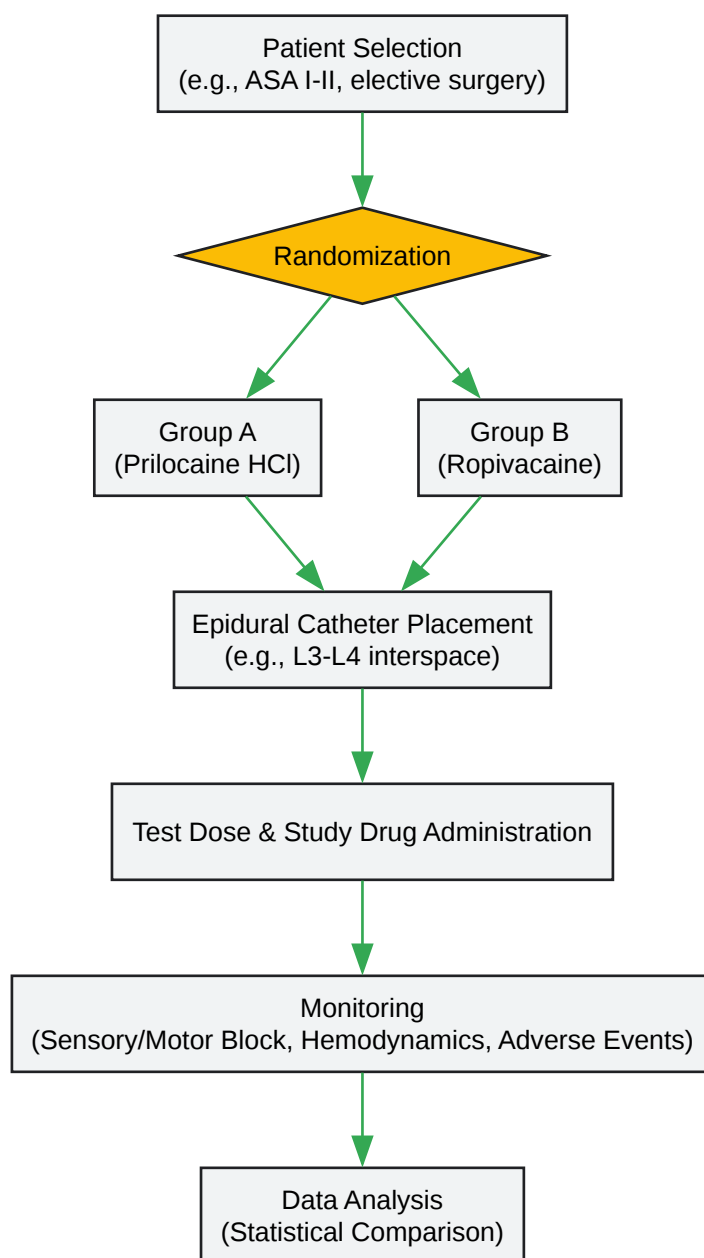 Patient Selection
(e.g., ASA I-II, elective surgery)
Randomization
Group A
(Prilocaine HCl)
Group B
(Ropivacaine)
Epidural Catheter Placement
(e.g., L3-L4 interspace)
Test Dose & Study Drug Administration
Monitoring
(Sensory/Motor Block, Hemodynamics, Adverse Events)
Data Analysis
(Statistical Comparison)